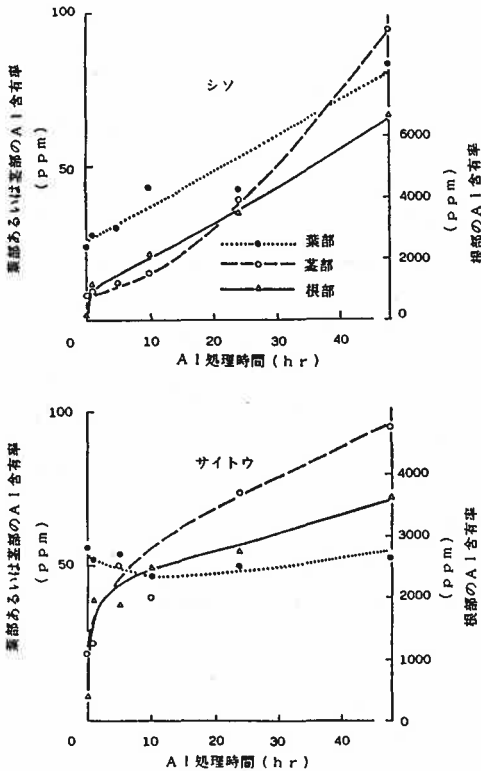 100
シソ
50
0
葉部あるいは茎部のAl含有率
(ppm)
6000
4000
2000
0
根部のAl含有率
(ppm)
葉部
茎部
根部
0 10 20 30 40
Al処理時間(hr)
100
サイトウ
50
0
葉部あるいは茎部のAl含有率
(ppm)
4000
3000
2000
1000
0
根部のAl含有率
(ppm)
0 10 20 30 40
Al処理時間(hr)